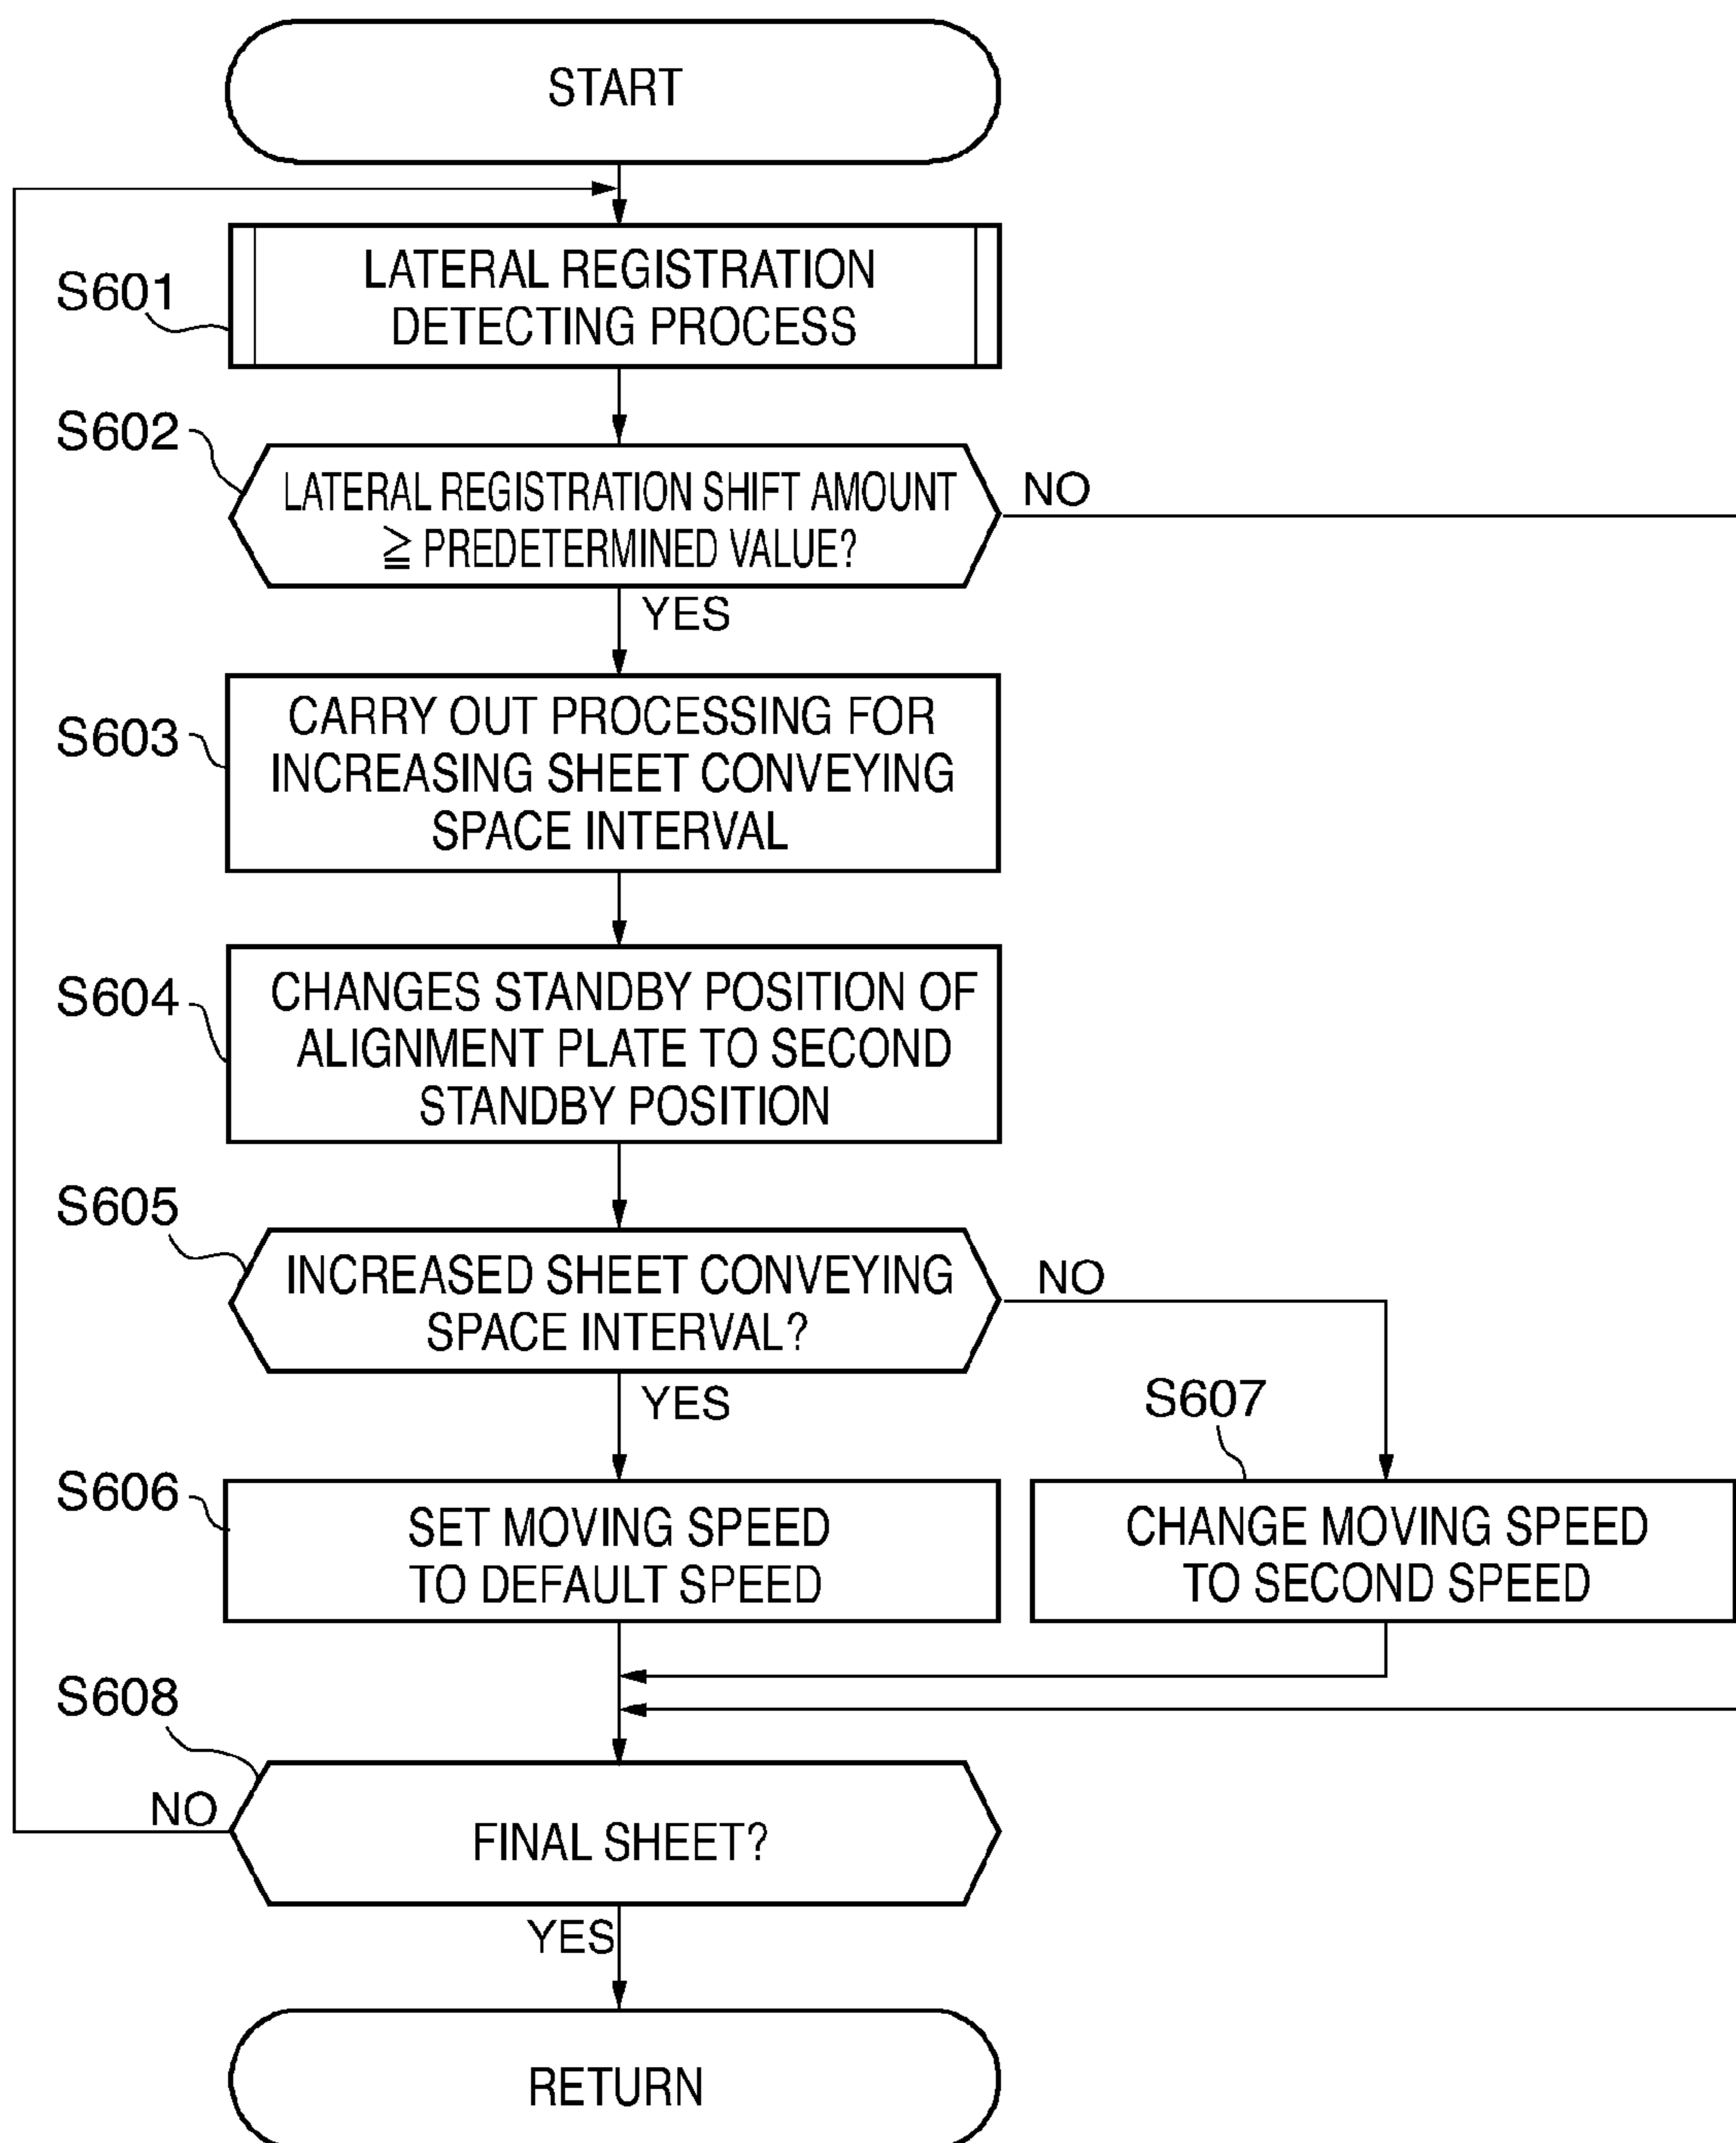 START
S601
LATERAL REGISTRATION
DETECTING PROCESS
S602
LATERAL REGISTRATION SHIFT AMOUNT
≧ PREDETERMINED VALUE?
NO
YES
S603
CARRY OUT PROCESSING FOR
INCREASING SHEET CONVEYING
SPACE INTERVAL
S604
CHANGES STANDBY POSITION OF
ALIGNMENT PLATE TO SECOND
STANDBY POSITION
S605
INCREASED SHEET CONVEYING
SPACE INTERVAL?
NO
YES
S606
SET MOVING SPEED
TO DEFAULT SPEED
S607
CHANGE MOVING SPEED
TO SECOND SPEED
S608
NO
FINAL SHEET?
YES
RETURN